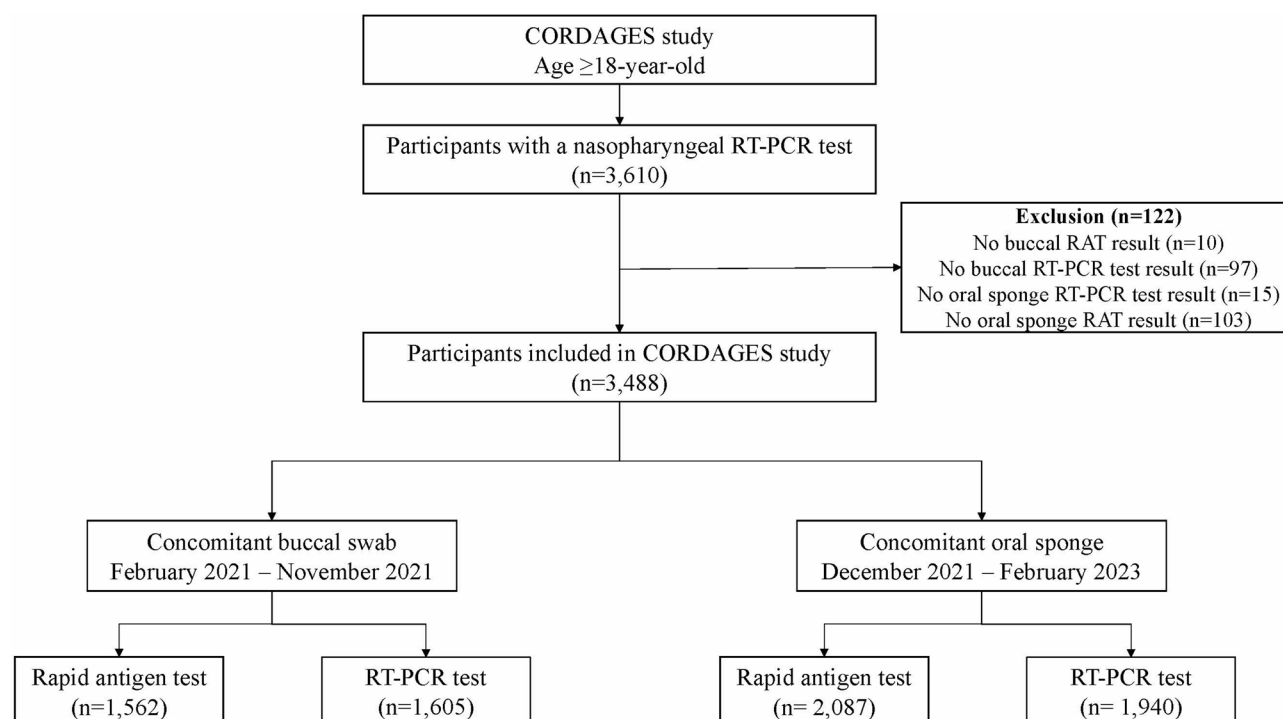 CORDAGES study
Age ≥18-year-old
Participants with a nasopharyngeal RT-PCR test
(n=3,610)
Exclusion (n=122)
No buccal RAT result (n=10)
No buccal RT-PCR test result (n=97)
No oral sponge RT-PCR test result (n=15)
No oral sponge RAT result (n=103)
Participants included in CORDAGES study
(n=3,488)
Concomitant buccal swab
February 2021 – November 2021
Concomitant oral sponge
December 2021 – February 2023
Rapid antigen test
(n=1,562)
RT-PCR test
(n=1,605)
Rapid antigen test
(n= 2,087)
RT-PCR test
(n= 1,940)